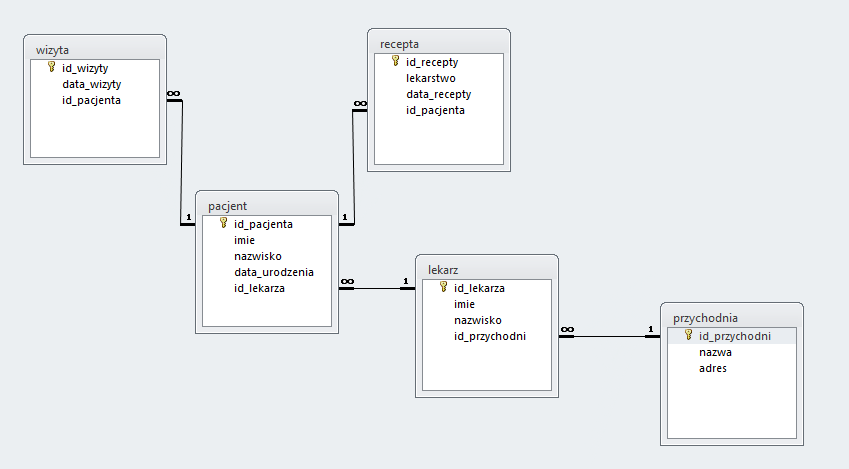 wizyta
id_wizyty
data_wizyty
id_pacjenta
∞
recepta
id_recepty
lekarstwo
data_recepty
id_pacjenta
∞
1
1
pacjent
id_pacjenta
imie
nazwisko
data_urodzenia
id_lekarza
∞
1
lekarz
id_lekarza
imie
nazwisko
id_przychodni
∞
1
przychodnia
id_przychodni
nazwa
adres